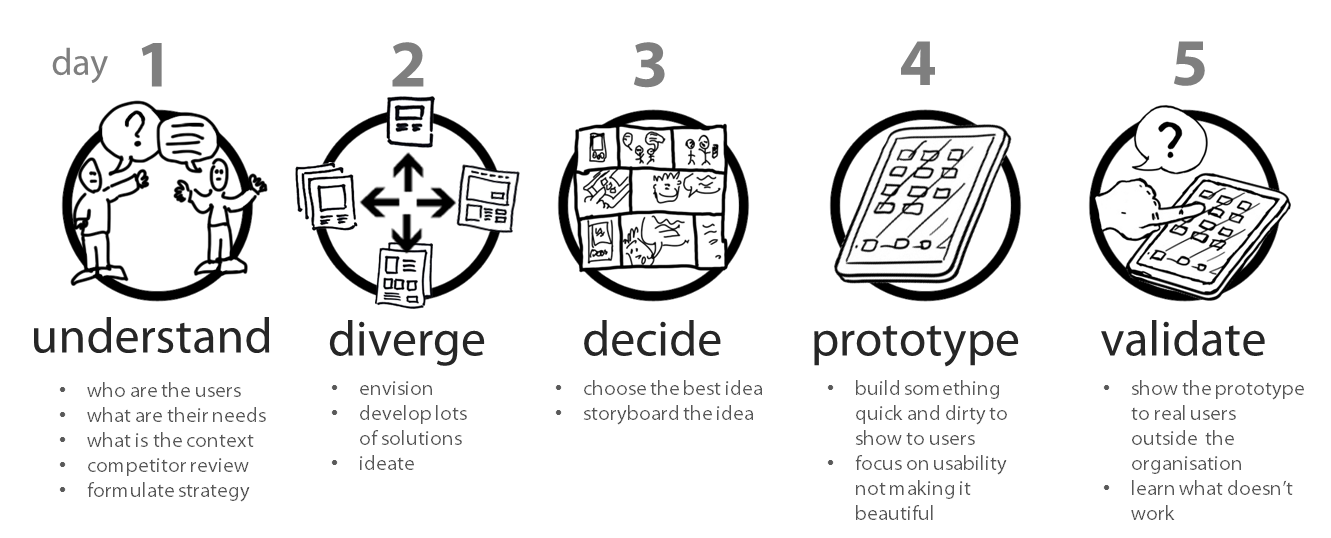 day 1 2 3 4 5
?
?
understand
• who are the users
• what are their needs
• what is the context
• competitor review
• formulate strategy
diverge
• envision
• develop lots
of solutions
• ideate
decide
• choose the best idea
• storyboard the idea
prototype
• build something
quick and dirty to
show to users
• focus on usability
not making it
beautiful
validate
• show the prototype
to real users
outside the
organisation
• learn what doesn't
work